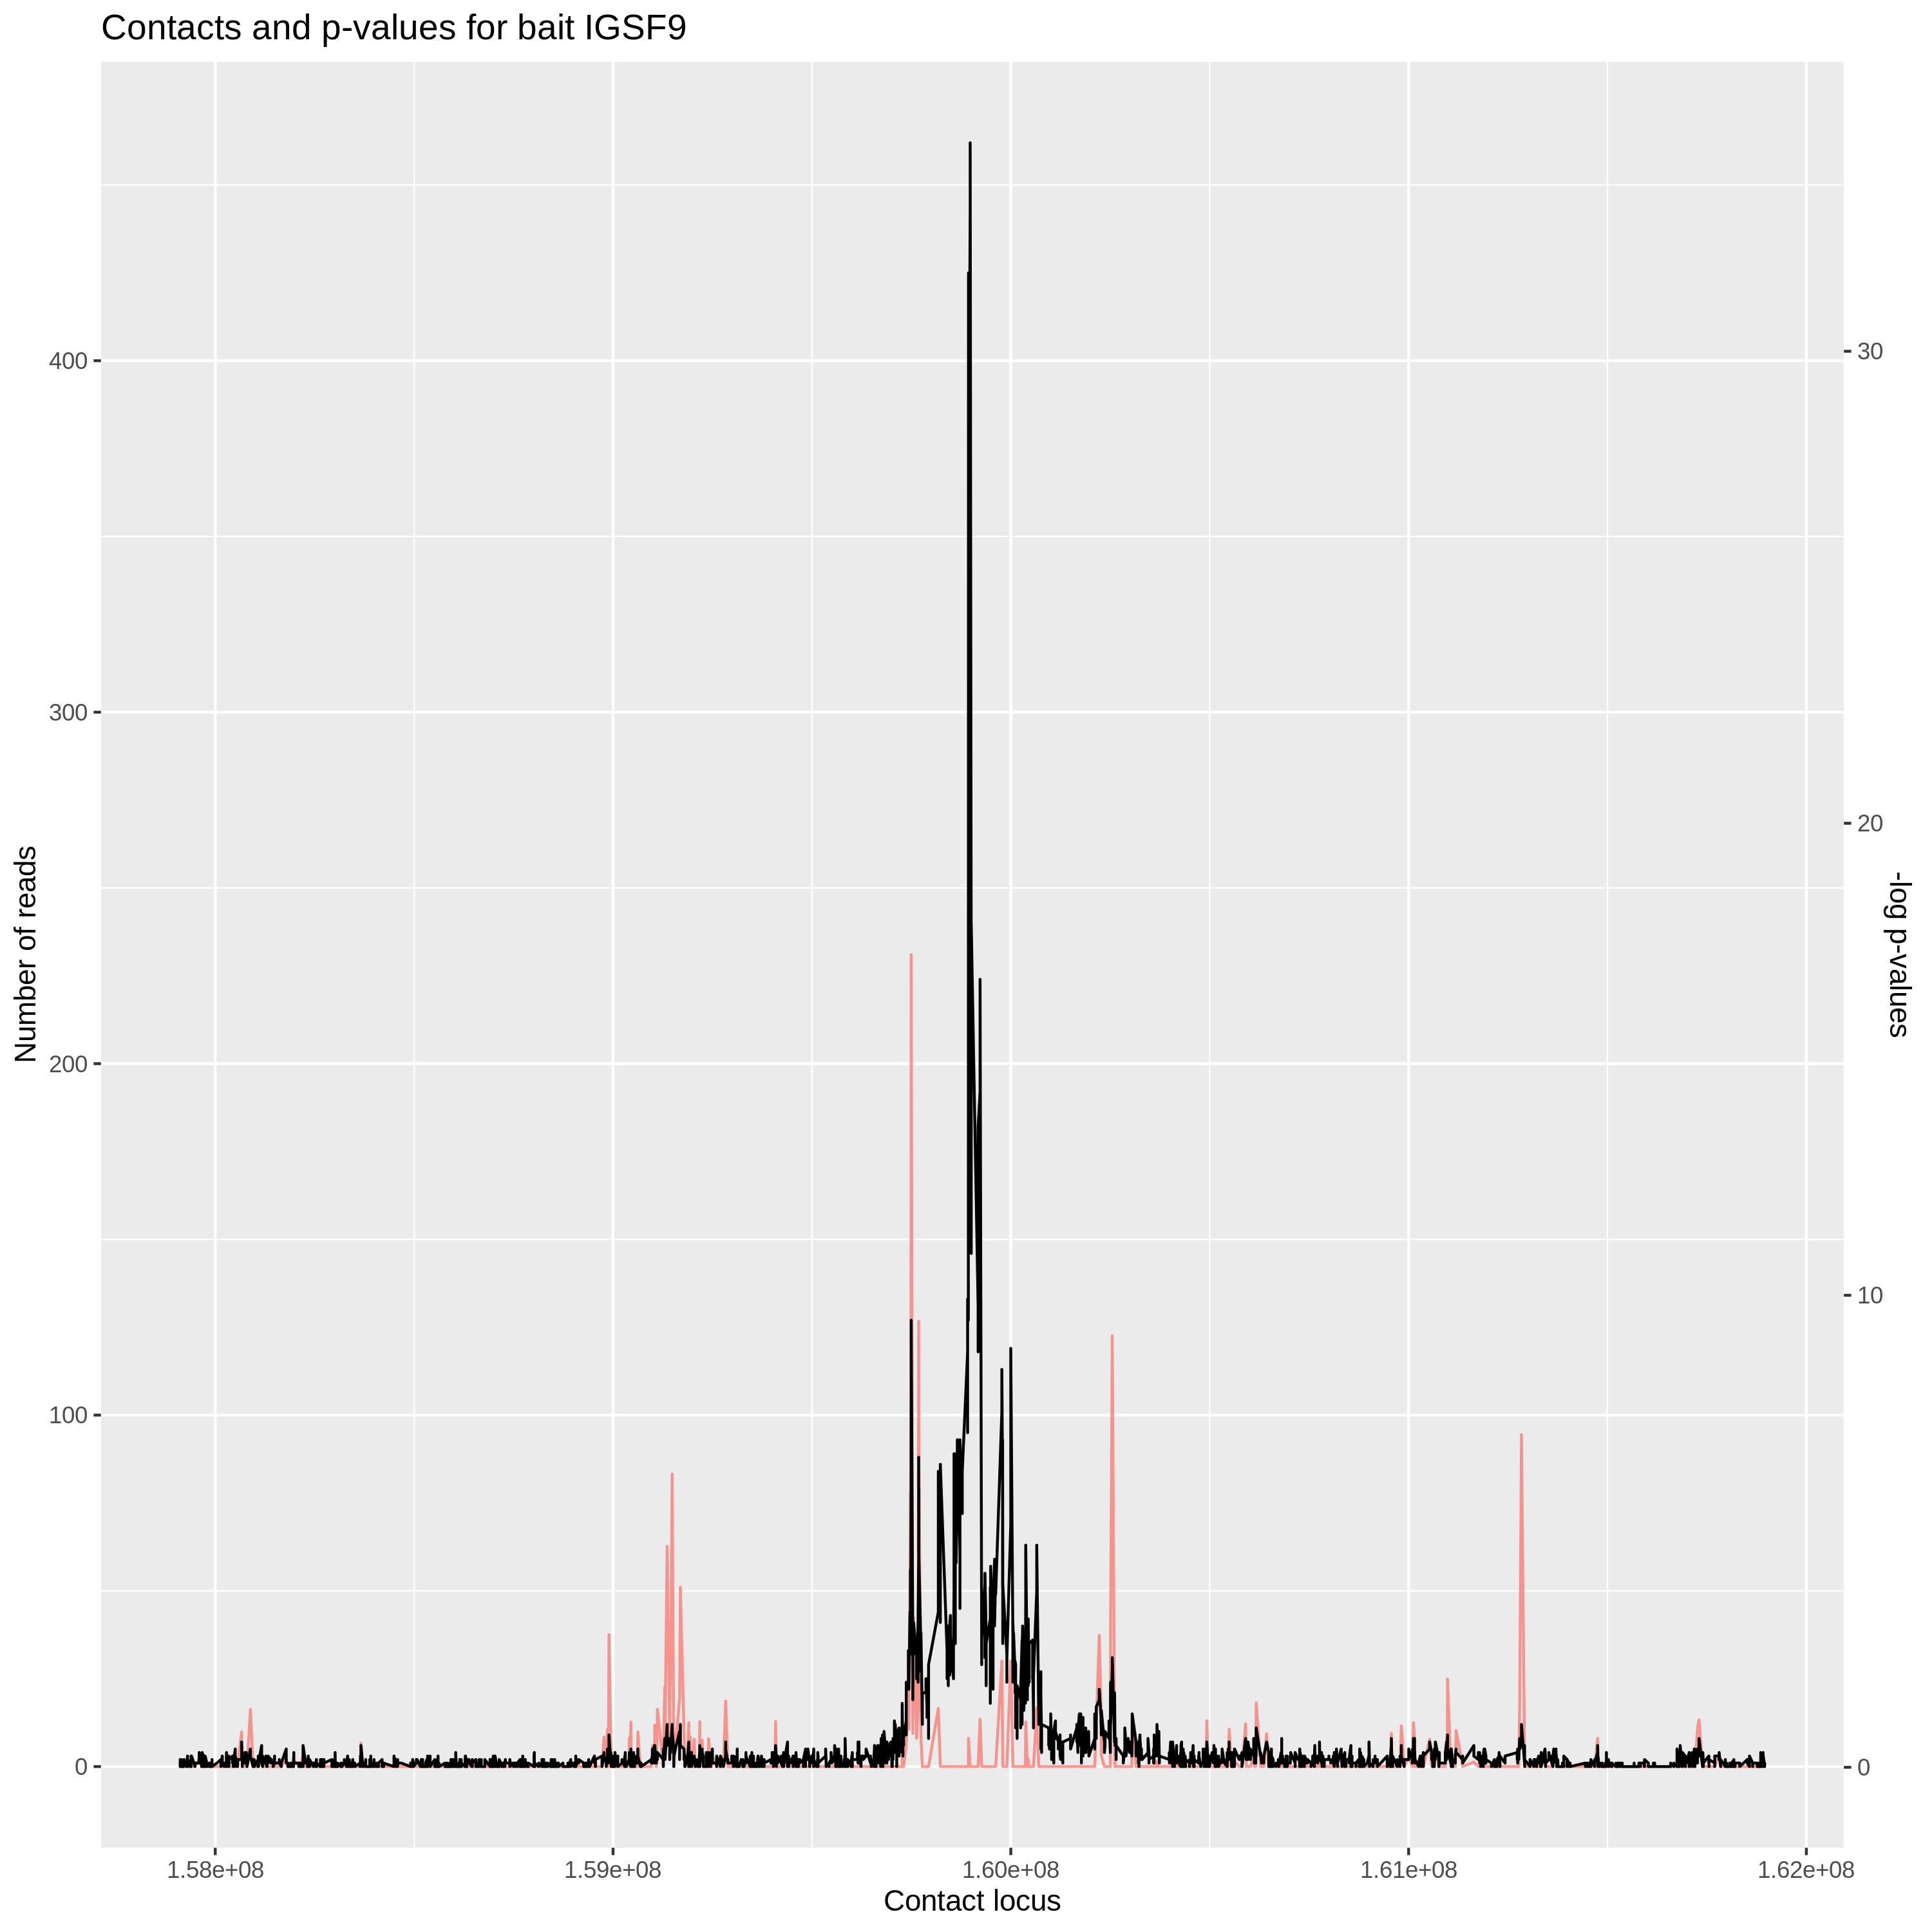 Contacts and p-values for bait IGSF9
Number of reads
400
300
200
100
0
30
20
10
0
-log p-values
1.58e+08
1.59e+08
1.60e+08
1.61e+08
1.62e+08
Contact locus